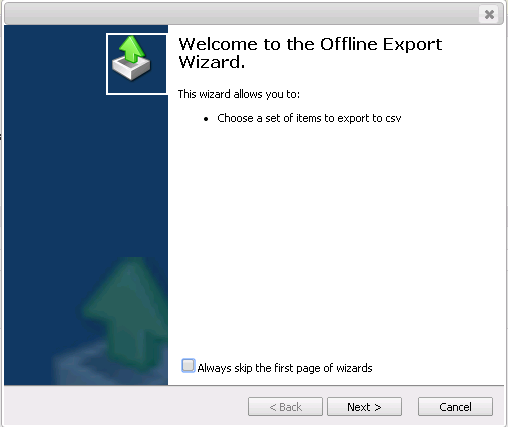 Welcome to the Offline Export
Wizard.
This wizard allows you to:
• Choose a set of items to export to csv
Always skip the first page of wizards
< Back
Next >
Cancel